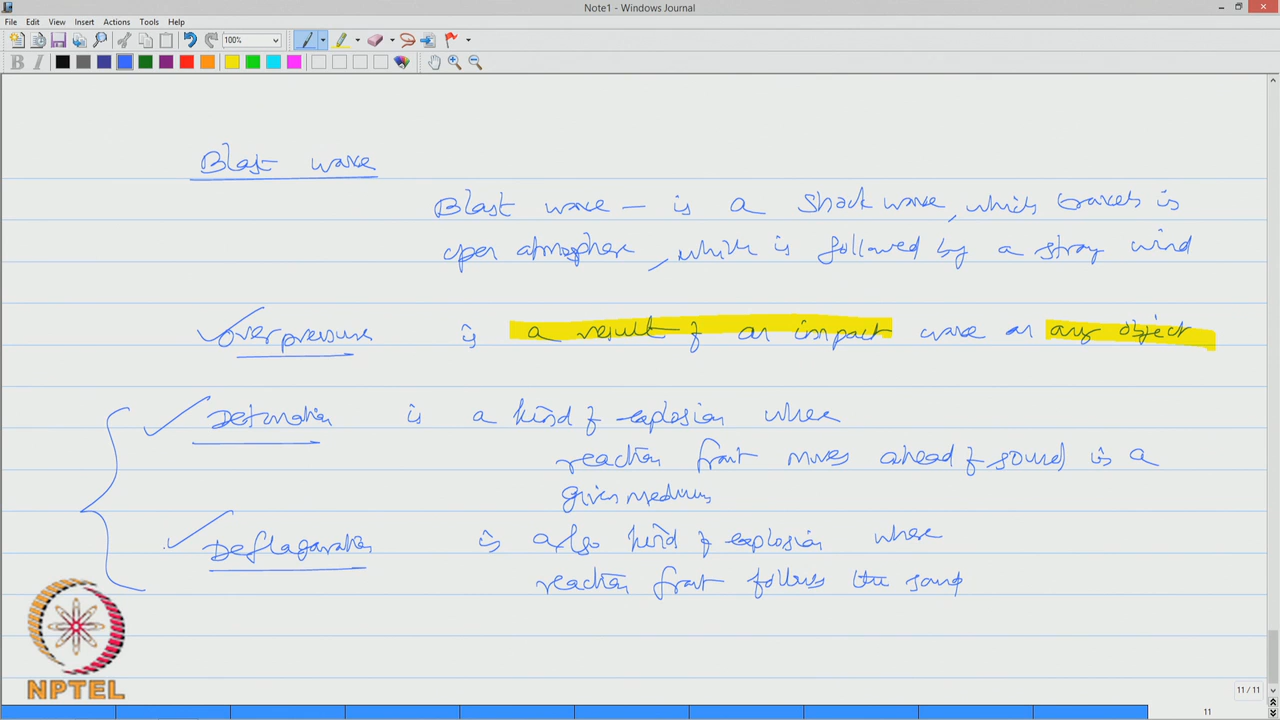 Note1 - Windows Journal
File Edit View Insert Actions Tools Help
100%
Blast wave
Blast wave — is a shock wave, which travels is
open atmospher, which is followed by a strong wind
overpressure is a result of an impact wave on any object
Detonation is a kind of explosion where
reaction front moves ahead of sound is a
given medium
Deflagaration is also kind of explosion where
reaction front follows the sound
NPTEL
11 / 11
11